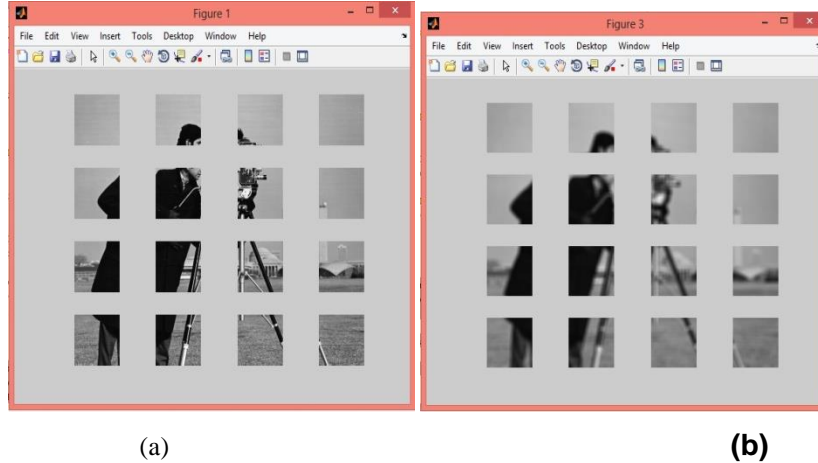 Figure 1
File Edit View Insert Tools Desktop Window Help
Figure 3
File Edit View Insert Tools Desktop Window Help
(a)
(b)